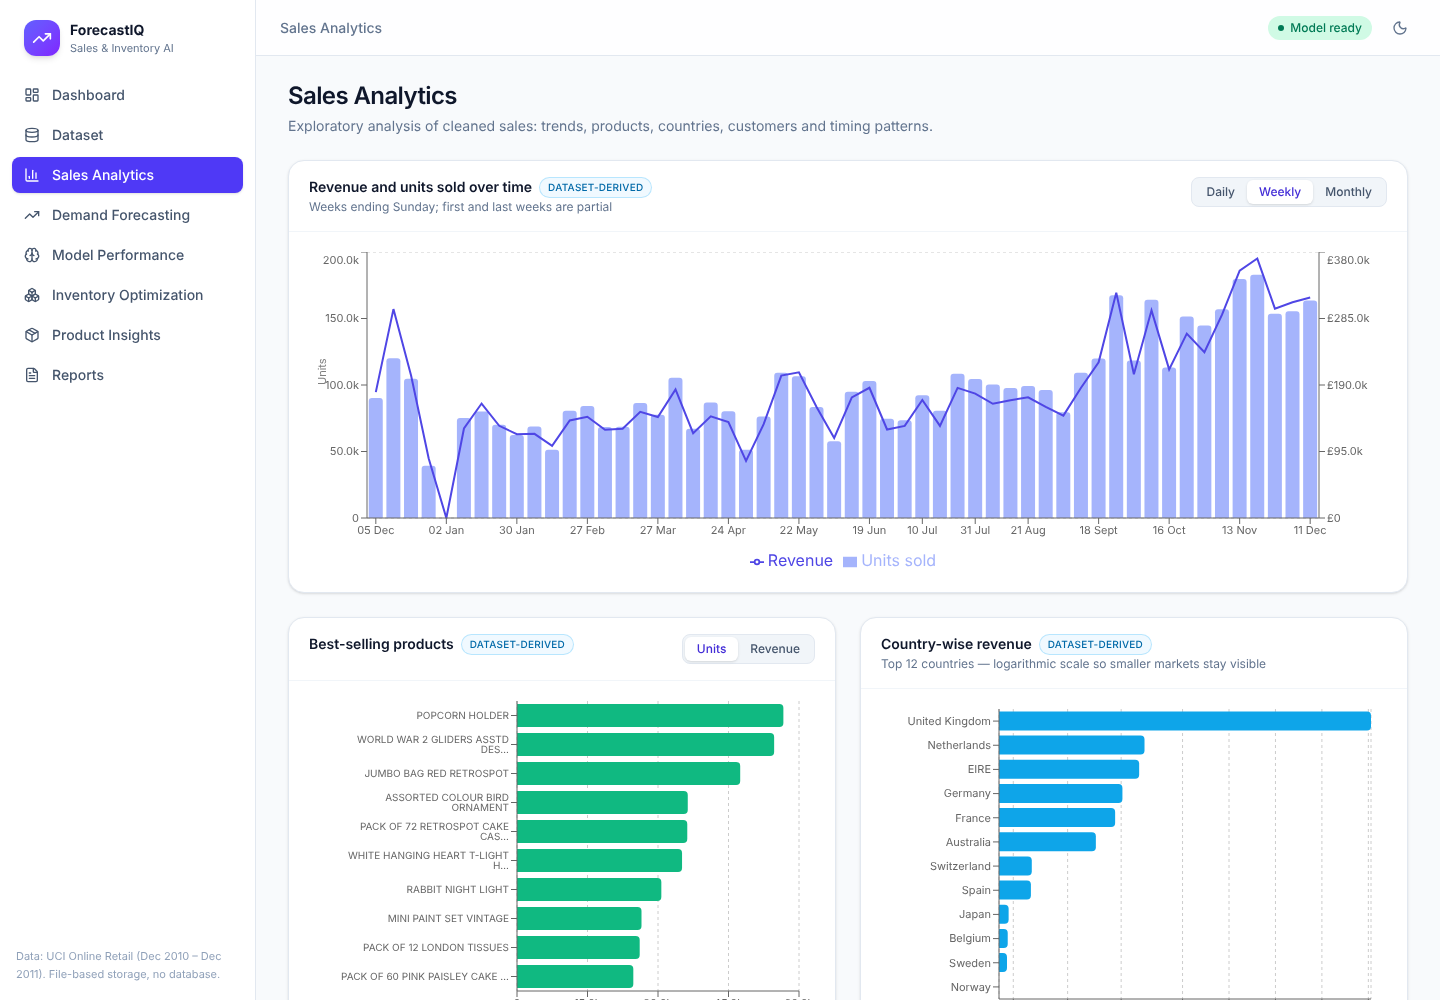 ForecastIQ
Sales & Inventory AI
Dashboard
Dataset
Sales Analytics
Demand Forecasting
Model Performance
Inventory Optimization
Product Insights
Reports
Data: UCI Online Retail (Dec 2010 – Dec
2011). File-based storage, no database.
Sales Analytics
Model ready
Sales Analytics
Exploratory analysis of cleaned sales: trends, products, countries, customers and timing patterns.
Revenue and units sold over time DATASET-DERIVED
Weeks ending Sunday; first and last weeks are partial
Daily Weekly Monthly
200.0k
150.0k
100.0k
50.0k
0
Units
£380.0k
£285.0k
£190.0k
£95.0k
£0
05 Dec 02 Jan 30 Jan 27 Feb 27 Mar 24 Apr 22 May 19 Jun 10 Jul 31 Jul 21 Aug 18 Sept 16 Oct 13 Nov 11 Dec
Revenue Units sold
Best-selling products DATASET-DERIVED
Units Revenue
POPCORN HOLDER
WORLD WAR 2 GLIDERS ASSTD
DES...
JUMBO BAG RED RETROSPOT
ASSORTED COLOUR BIRD
ORNAMENT
PACK OF 72 RETROSPOT CAKE
CAS...
WHITE HANGING HEART T-LIGHT
H...
RABBIT NIGHT LIGHT
MINI PAINT SET VINTAGE
PACK OF 12 LONDON TISSUES
PACK OF 60 PINK PAISLEY CAKE ...
Country-wise revenue DATASET-DERIVED
Top 12 countries — logarithmic scale so smaller markets stay visible
United Kingdom
Netherlands
EIRE
Germany
France
Australia
Switzerland
Spain
Japan
Belgium
Sweden
Norway